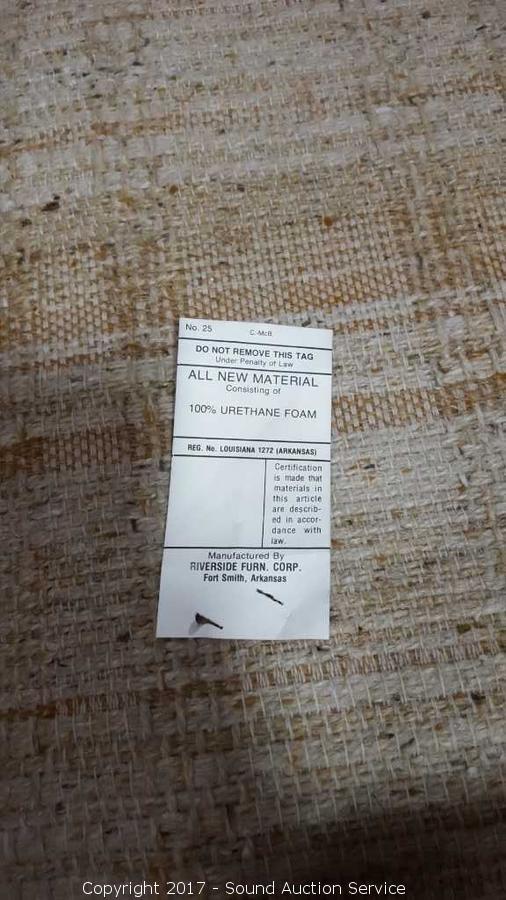 No. 25 C.-McB.
DO NOT REMOVE THIS TAG
Under Penalty of Law
ALL NEW MATERIAL
Consisting of
100% URETHANE FOAM
REG. No. LOUISIANA 1272 (ARKANSAS)
Certification
is made that
materials in
this article
are describ-
ed in accor-
dance with
law.
Manufactured By
RIVERSIDE FURN. CORP.
Fort Smith, Arkansas
Copyright 2017 - Sound Auction Service